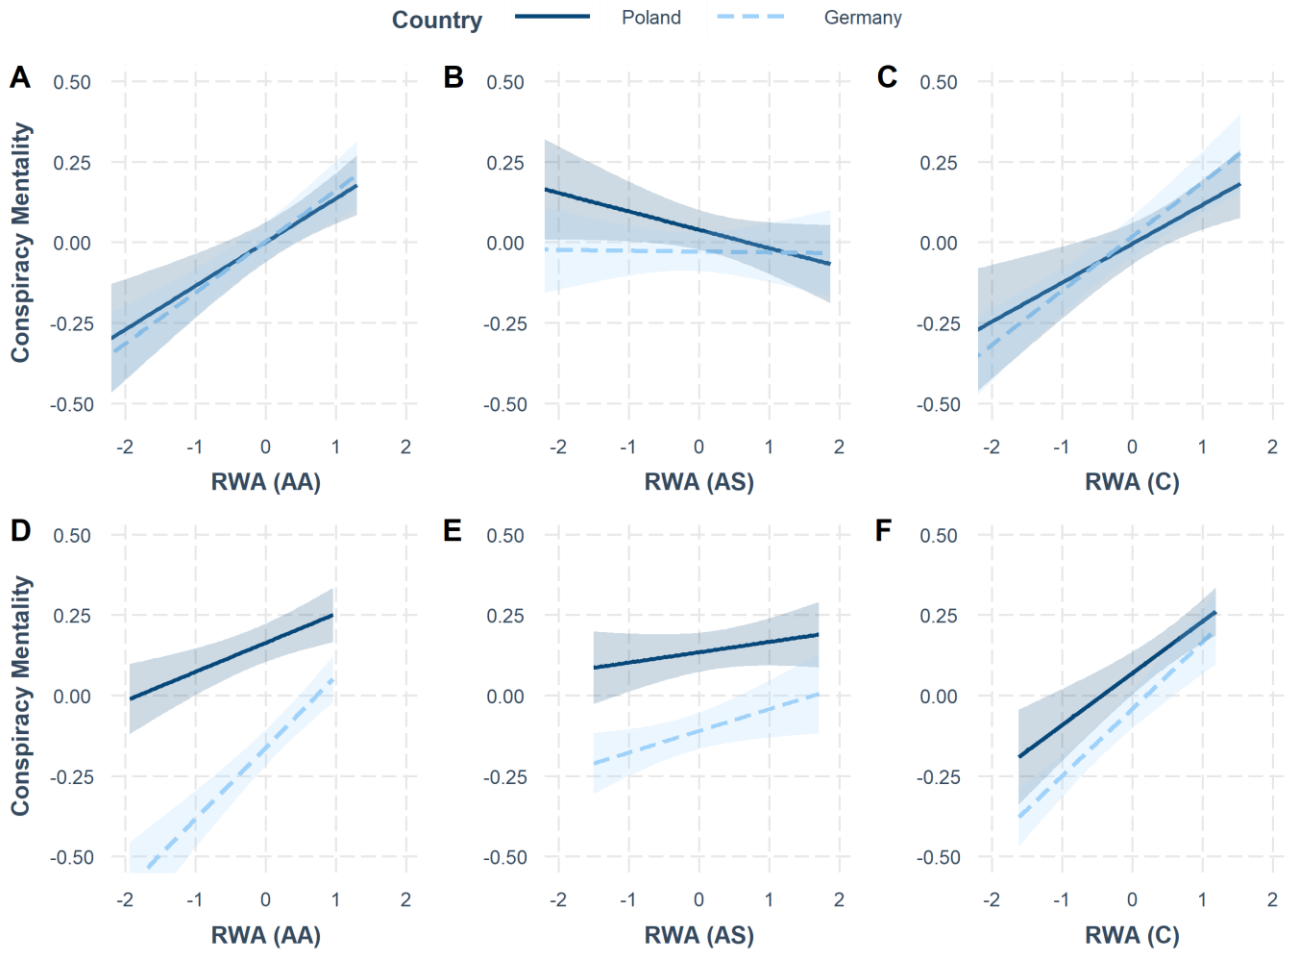 Country Poland Germany
A B C
0.50 0.50 0.50
0.25 0.25 0.25
0.00 0.00 0.00
-0.25 -0.25 -0.25
-0.50 -0.50 -0.50
Conspiracy Mentality
-2 -1 0 1 2 -2 -1 0 1 2 -2 -1 0 1 2
RWA (AA) RWA (AS) RWA (C)
D E F
0.50 0.50 0.50
0.25 0.25 0.25
0.00 0.00 0.00
-0.25 -0.25 -0.25
-0.50 -0.50 -0.50
Conspiracy Mentality
-2 -1 0 1 2 -2 -1 0 1 2 -2 -1 0 1 2
RWA (AA) RWA (AS) RWA (C)